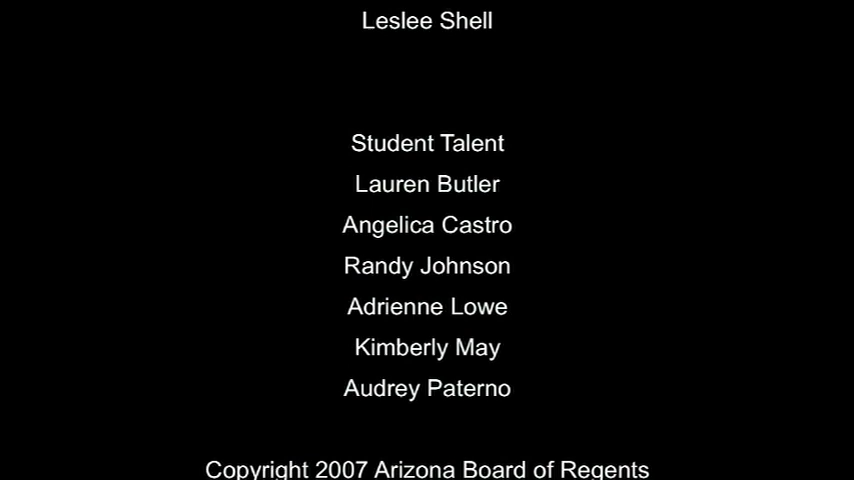 Leslee Shell
Student Talent
Lauren Butler
Angelica Castro
Randy Johnson
Adrienne Lowe
Kimberly May
Audrey Paterno
Copyright 2007 Arizona Board of Regents